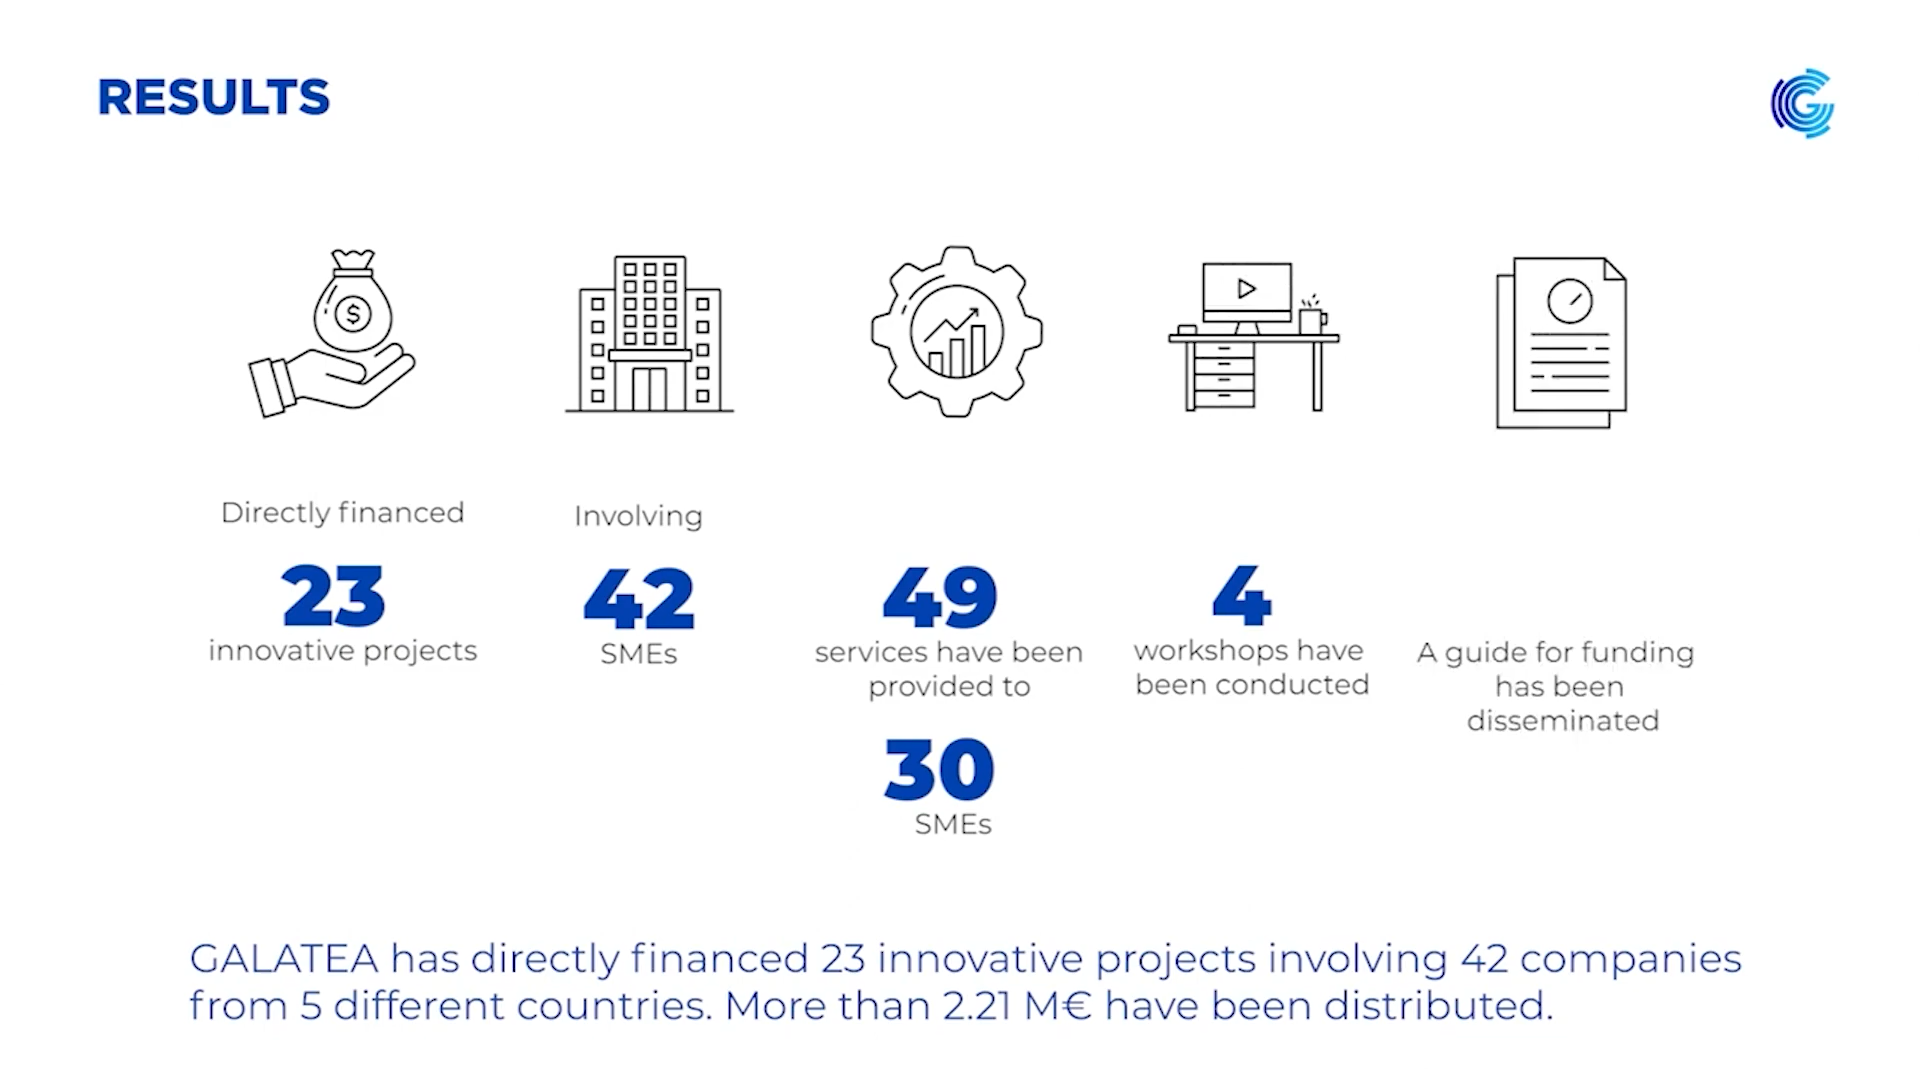 RESULTS
G
$
Directly financed
23
innovative projects
Involving
42
SMEs
49
services have been
provided to
30
SMEs
4
workshops have
been conducted
A guide for funding
has been
disseminated
GALATEA has directly financed 23 innovative projects involving 42 companies
from 5 different countries. More than 2.21 M€ have been distributed.